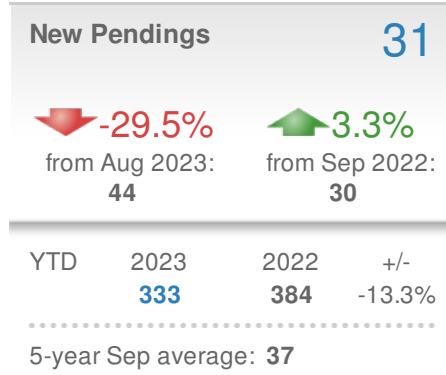 New Pendings 31
-29.5% 3.3%
from Aug 2023: from Sep 2022:
44 30
YTD 2023 2022 +/-
333 384 -13.3%
5-year Sep average: 37